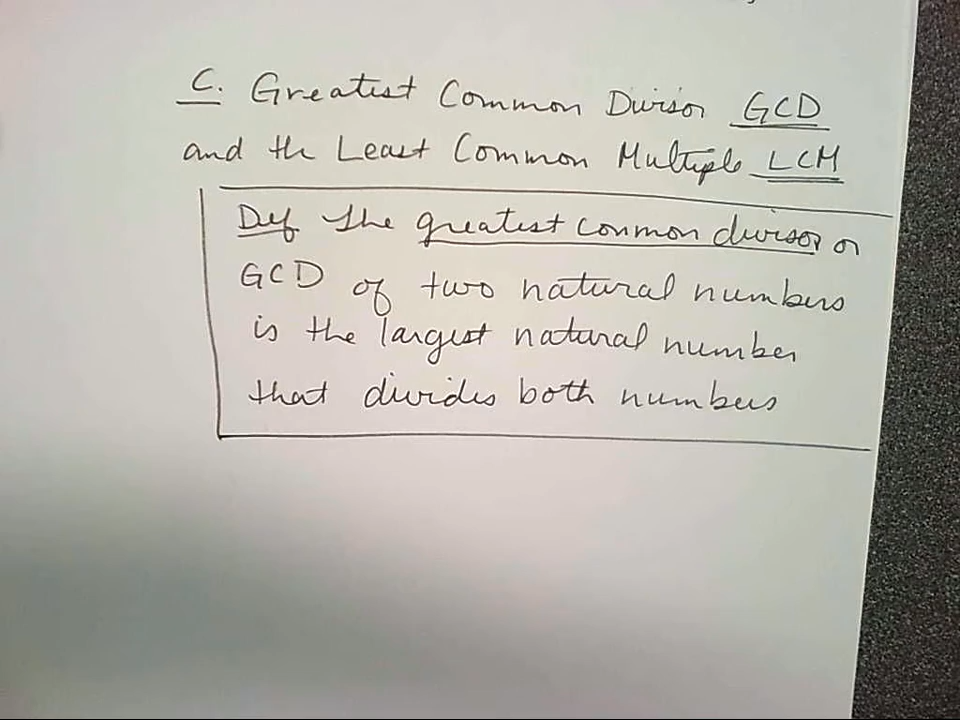 C. Greatest Common Divisor GCD
and the Least Common Multiple LCM
Def The greatest common divisor or
GCD of two natural numbers
is the largest natural number
that divides both numbers